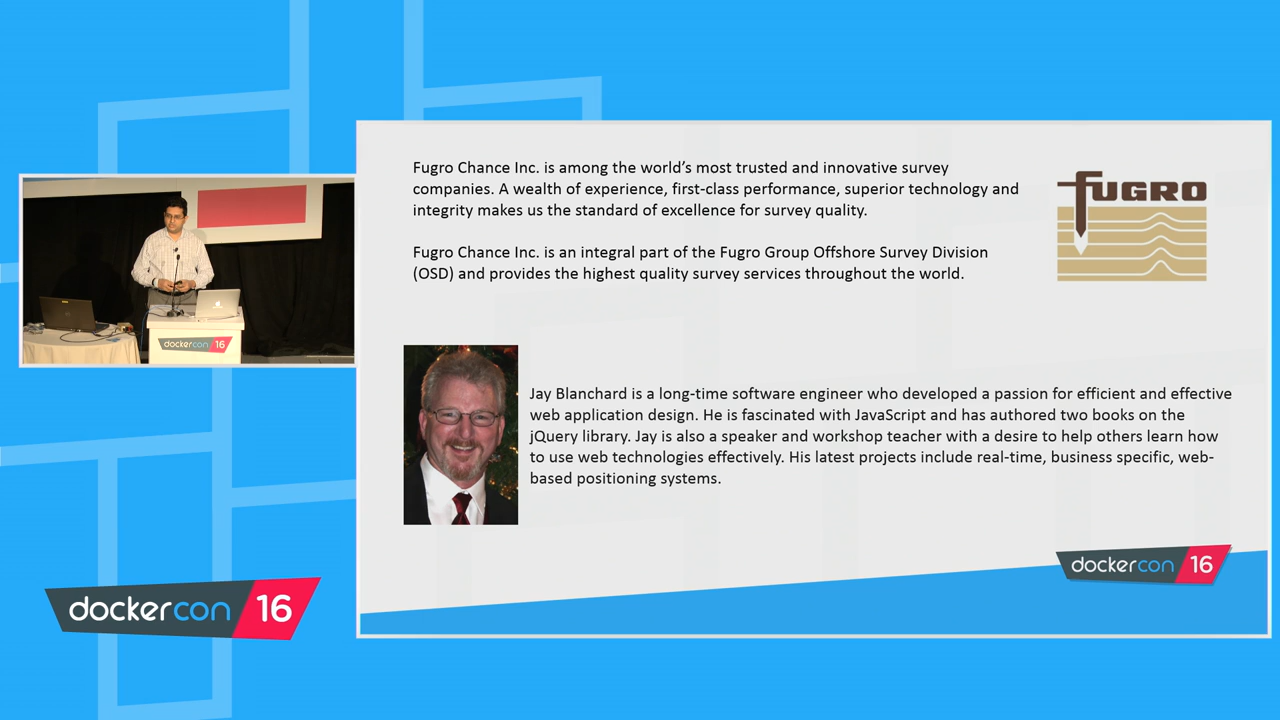 Fugro Chance Inc. is among the world's most trusted and innovative survey
companies. A wealth of experience, first-class performance, superior technology and
integrity makes us the standard of excellence for survey quality.
Fugro Chance Inc. is an integral part of the Fugro Group Offshore Survey Division
(OSD) and provides the highest quality survey services throughout the world.
fUGRO
dockercon 16
Jay Blanchard is a long-time software engineer who developed a passion for efficient and effective
web application design. He is fascinated with JavaScript and has authored two books on the
jQuery library. Jay is also a speaker and workshop teacher with a desire to help others learn how
to use web technologies effectively. His latest projects include real-time, business specific, web-
based positioning systems.
dockercon 16
dockercon 16